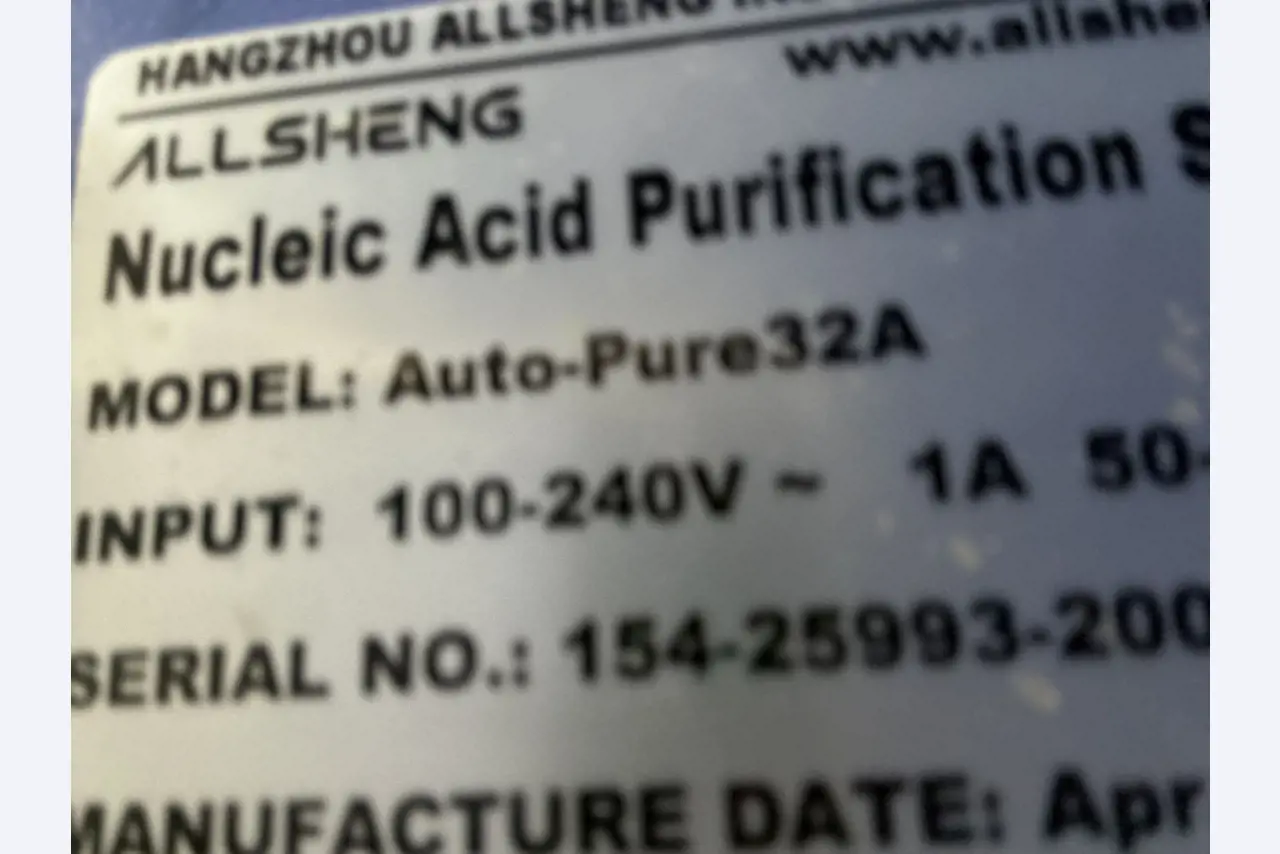 HANGZHOU ALLSHENG
www.allshe
ALLSHENG
Nucleic Acid Purification S
MODEL: Auto-Pure32A
INPUT: 100-240V ~ 1A 50-
SERIAL NO.: 154-25993-200
MANUFACTURE DATE: Apr